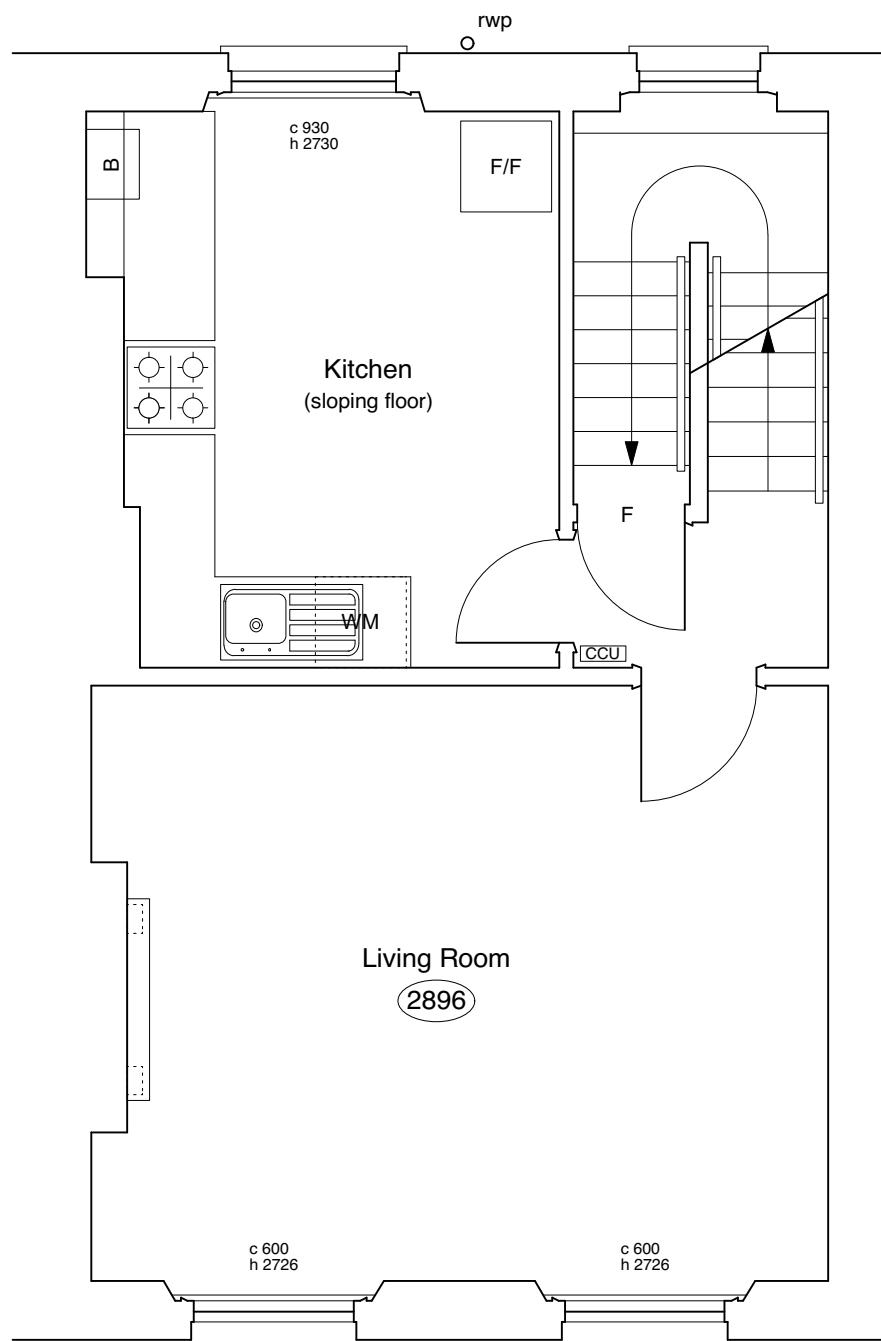 rwp
c 930
h 2730
B
F/F
Kitchen
(sloping floor)
F
WM
CCU
Living Room
2896
c 600
h 2726
c 600
h 2726